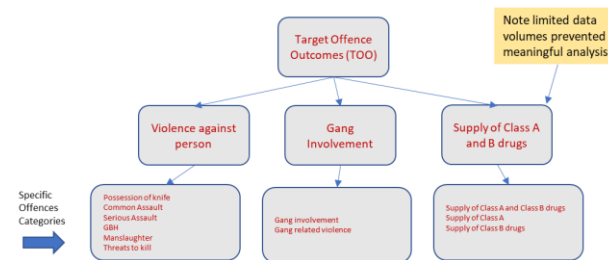 Target Offence
Outcomes (TOO)
Note limited data
volumes prevented
meaningful analysis
Violence against
person
Gang
Involvement
Supply of Class A
and B drugs
Specific
Offences
Categories
Possession of knife
Common Assault
Serious Assault
GBH
Manslaughter
Threats to kill
Gang involvement
Gang related violence
Supply of Class A and Class B drugs
Supply of Class A
Supply of Class B drugs